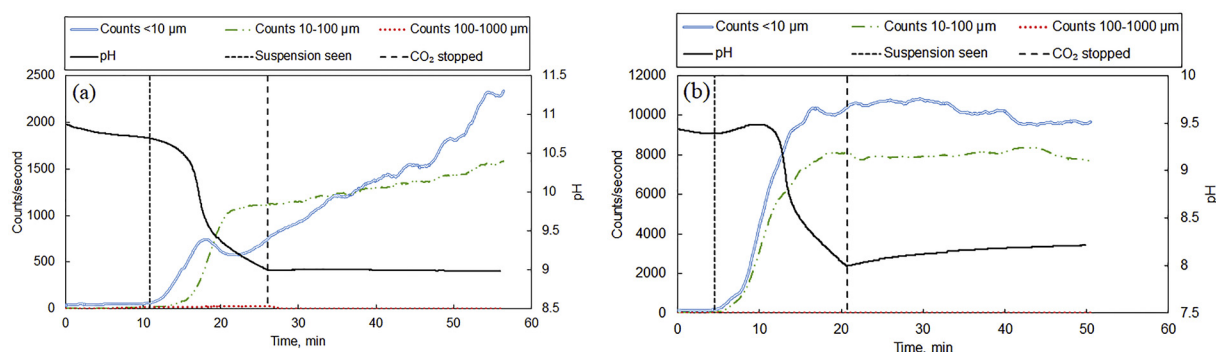 Counts <10 µm Counts 10-100 µm Counts 100-1000 µm
pH Suspension seen CO₂ stopped
2500
2000
1500
1000
500
0
Counts/second
(a)
11.5
11
10.5
10
9.5
9
8.5
pH
0 10 20 30 40 50 60
Time, min
Counts <10 µm Counts 10-100 µm Counts 100-1000 µm
pH Suspension seen CO₂ stopped
12000
10000
8000
6000
4000
2000
0
Counts/second
(b)
10
9.5
9
8.5
8
7.5
pH
0 10 20 30 40 50 60
Time, min